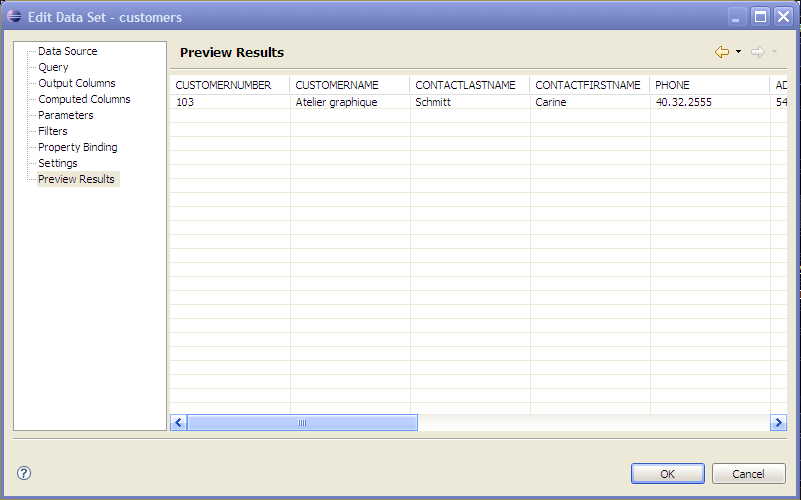 Edit Data Set - customers
Data Source
Query
Output Columns
Computed Columns
Parameters
Filters
Property Binding
Settings
Preview Results
Preview Results
CUSTOMERNUMBER CUSTOMERNAME CONTACTLASTNAME CONTACTFIRSTNAME PHONE AD
103 Atelier graphique Schmitt Carine 40.32.2555 54
?
OK Cancel